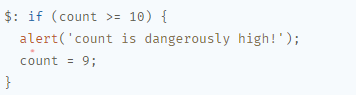 $: if (count >= 10) {
  alert('count is dangerously high!');
  count = 9;
}